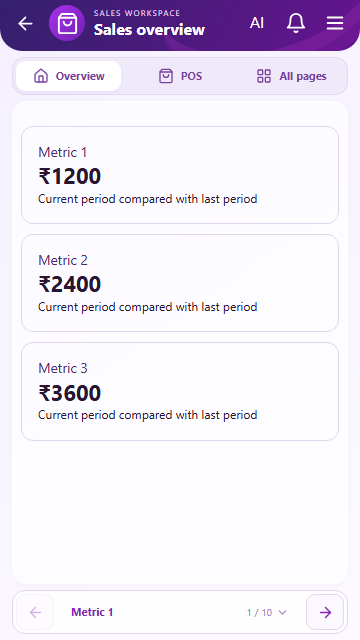 SALES WORKSPACE
Sales overview
AI
Overview
POS
All pages
Metric 1
₹1200
Current period compared with last period
Metric 2
₹2400
Current period compared with last period
Metric 3
₹3600
Current period compared with last period
Metric 1
1 / 10